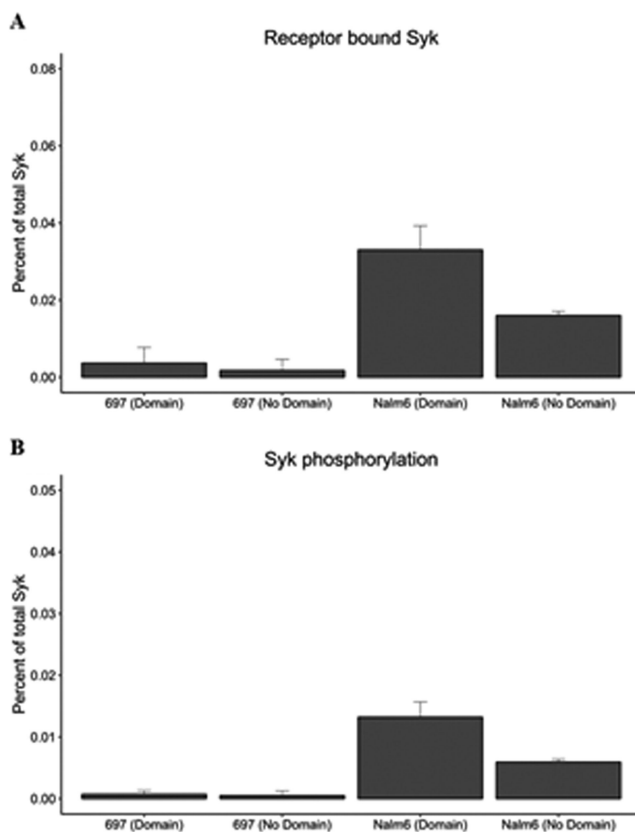 A
Receptor bound Syk
Percent of total Syk
0.08
0.06
0.04
0.02
0.00
697 (Domain) 697 (No Domain) Nalm6 (Domain) Nalm6 (No Domain)
B
Syk phosphorylation
Percent of total Syk
0.05
0.04
0.03
0.02
0.01
0.00
697 (Domain) 697 (No Domain) Nalm6 (Domain) Nalm6 (No Domain)